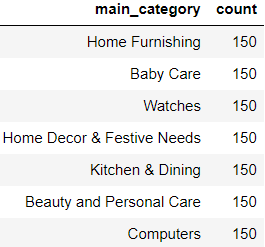 main_category count
Home Furnishing 150
Baby Care 150
Watches 150
Home Decor & Festive Needs 150
Kitchen & Dining 150
Beauty and Personal Care 150
Computers 150